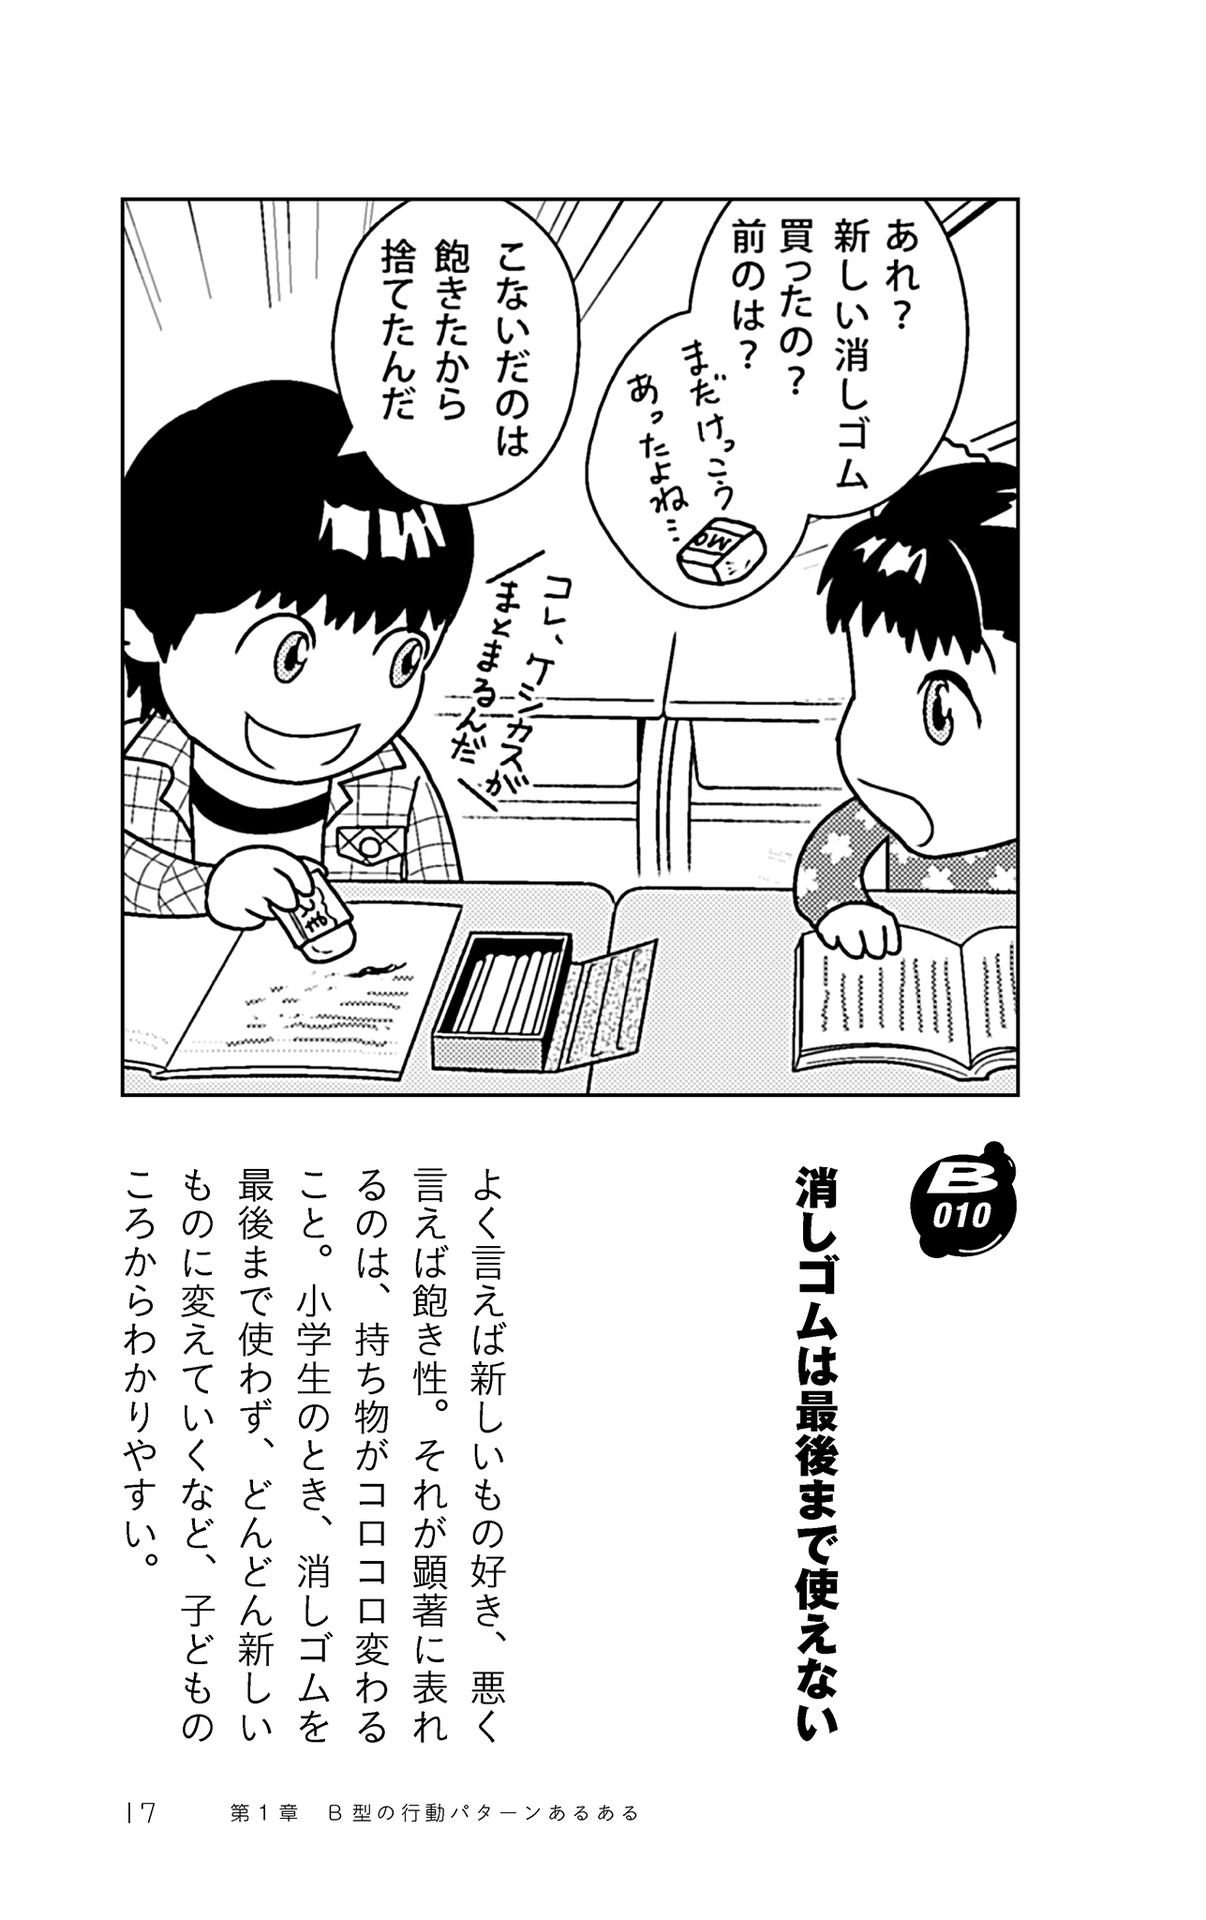 あれ？
新しい消しゴム
買ったの？
前のは？
まだけっこう
あったよね…
MO
こないだのは
飽きたから
捨てたんだ
コレ、ケシカスが
まとまるんだ
B
010
消しゴムは最後まで使えない
よく言えば新しいもの好き、悪く
言えば飽き性。それが顕著に表れ
るのは、持ち物がコロコロ変わる
こと。小学生のとき、消しゴムを
最後まで使わず、どんどん新しい
ものに変えていくなど、子どもの
ころからわかりやすい。
17　第1章　B型の行動パターンあるある